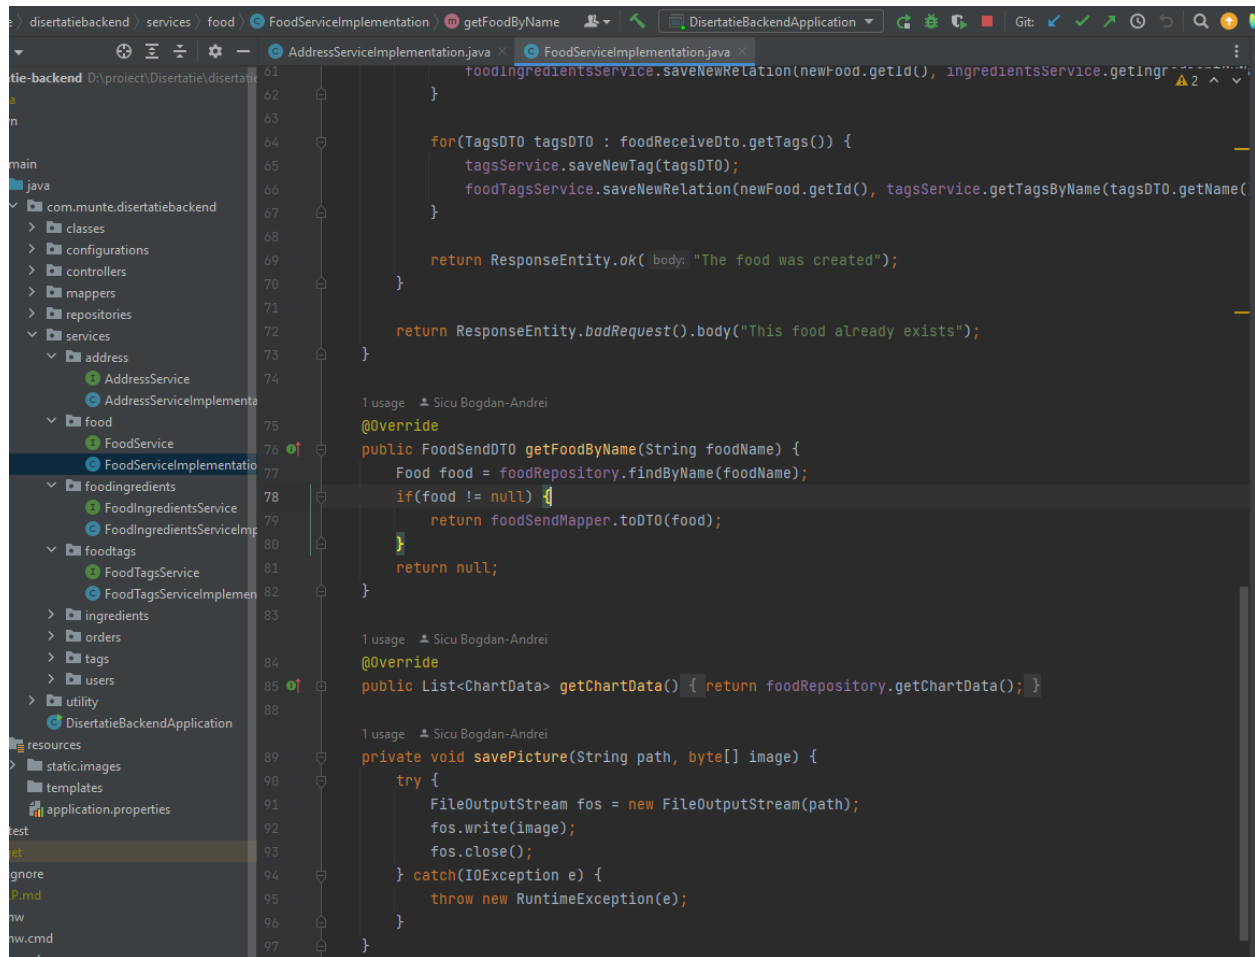 disertatiebackend services food FoodServiceImplementation getFoodByName DisertatieBackendApplication Git:
AddressServiceImplementation.java FoodServiceImplementation.java
tie-backend D:\proiect\Disertatie\disertatie
main
java
com.munte.disertatiebackend
classes
configurations
controllers
mappers
repositories
services
address
AddressService
AddressServiceImplementa
food
FoodService
FoodServiceImplementatio
foodingredients
FoodIngredientsService
FoodIngredientsServiceImp
foodtags
FoodTagsService
FoodTagsServiceImplemen
ingredients
orders
tags
users
utility
DisertatieBackendApplication
resources
static.images
templates
application.properties
test
et
gnore
P.md
nw
nw.cmd
2
61 foodIngredientsService.saveNewRelation(newFood.getId(), ingredientsService.getIngr
62 }
63
64 for(TagsDTO tagsDTO : foodReceiveDto.getTags()) {
65 tagsService.saveNewTag(tagsDTO);
66 foodTagsService.saveNewRelation(newFood.getId(), tagsService.getTagsByName(tagsDTO.getName(
67 }
68
69 return ResponseEntity.ok( body: "The food was created");
70 }
71
72 return ResponseEntity.badRequest().body("This food already exists");
73 }
74
1 usage Sicu Bogdan-Andrei
75 @Override
76 public FoodSendDTO getFoodByName(String foodName) {
77 Food food = foodRepository.findByName(foodName);
78 if(food != null) {
79 return foodSendMapper.toDTO(food);
80 }
81 return null;
82 }
83
1 usage Sicu Bogdan-Andrei
84 @Override
85 public List<ChartData> getChartData() { return foodRepository.getChartData(); }
88
1 usage Sicu Bogdan-Andrei
89 private void savePicture(String path, byte[] image) {
90 try {
91 FileOutputStream fos = new FileOutputStream(path);
92 fos.write(image);
93 fos.close();
94 } catch(IOException e) {
95 throw new RuntimeException(e);
96 }
97 }